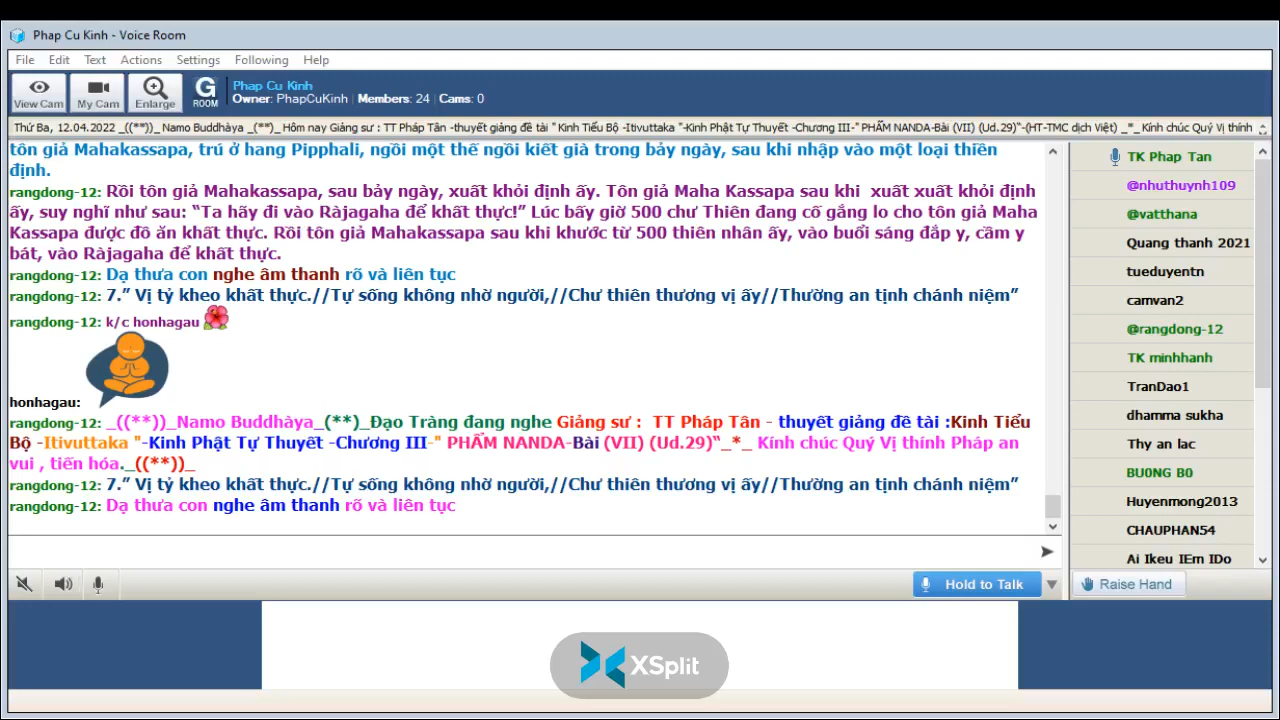 Phap Cu Kinh - Voice Room
File Edit Text Actions Settings Following Help
View Cam My Cam Enlarge G ROOM
Phap Cu Kinh
Owner: PhapCuKinh | Members: 24 | Cams: 0
Thứ Ba, 12.04.2022 _((**))_ Namo Buddhàya _(**)_ Hôm nay Giảng sư : TT Pháp Tân -thuyết giảng đề tài " Kinh Tiểu Bộ -Itivuttaka "-Kinh Phật Tự Thuyết -Chương III-" PHẨM NANDA-Bài (VII) (Ud.29)"-(HT-TMC dịch Việt) _*_ Kính chúc Quý Vị thính
tôn giả Mahakassapa, trú ở hang Pipphali, ngồi một thế ngồi kiết già trong bảy ngày, sau khi nhập vào một loại thiền
định.
rangdong-12: Rồi tôn giả Mahakassapa, sau bảy ngày, xuất khỏi định ấy. Tôn giả Maha Kassapa sau khi xuất xuất khỏi định
ấy, suy nghĩ như sau: “Ta hãy đi vào Ràjagaha để khất thực!” Lúc bấy giờ 500 chư Thiên đang cố gắng lo cho tôn giả Maha
Kassapa được đồ ăn khất thực. Rồi tôn giả Mahakassapa sau khi khước từ 500 thiên nhân ấy, vào buổi sáng đắp y, cầm y
bát, vào Ràjagaha để khất thực.
rangdong-12: Dạ thưa con nghe âm thanh rõ và liên tục
rangdong-12: 7.” Vị tỷ kheo khất thực.//Tự sống không nhờ người,//Chư thiên thương vị ấy//Thường an tịnh chánh niệm”
rangdong-12: k/c honhagau
honhagau:
rangdong-12: _((**))_Namo Buddhàya_(**)_Đạo Tràng đang nghe Giảng sư : TT Pháp Tân - thuyết giảng đề tài :Kinh Tiểu
Bộ -Itivuttaka "-Kinh Phật Tự Thuyết -Chương III-" PHẨM NANDA-Bài (VII) (Ud.29)“_*_ Kính chúc Quý Vị thính Pháp an
vui , tiến hóa._((**))_
rangdong-12: 7.” Vị tỷ kheo khất thực.//Tự sống không nhờ người,//Chư thiên thương vị ấy//Thường an tịnh chánh niệm”
rangdong-12: Dạ thưa con nghe âm thanh rõ và liên tục
TK Phap Tan
@nhuthuynh109
@vatthana
Quang thanh 2021
tueduyentn
camvan2
@rangdong-12
TK minhhanh
TranDao1
dhamma sukha
Thy an lac
BU0NG B0
Huyenmong2013
CHAUPHAN54
Ai Ikeu IEm IDo
Hold to Talk
Raise Hand
XSplit